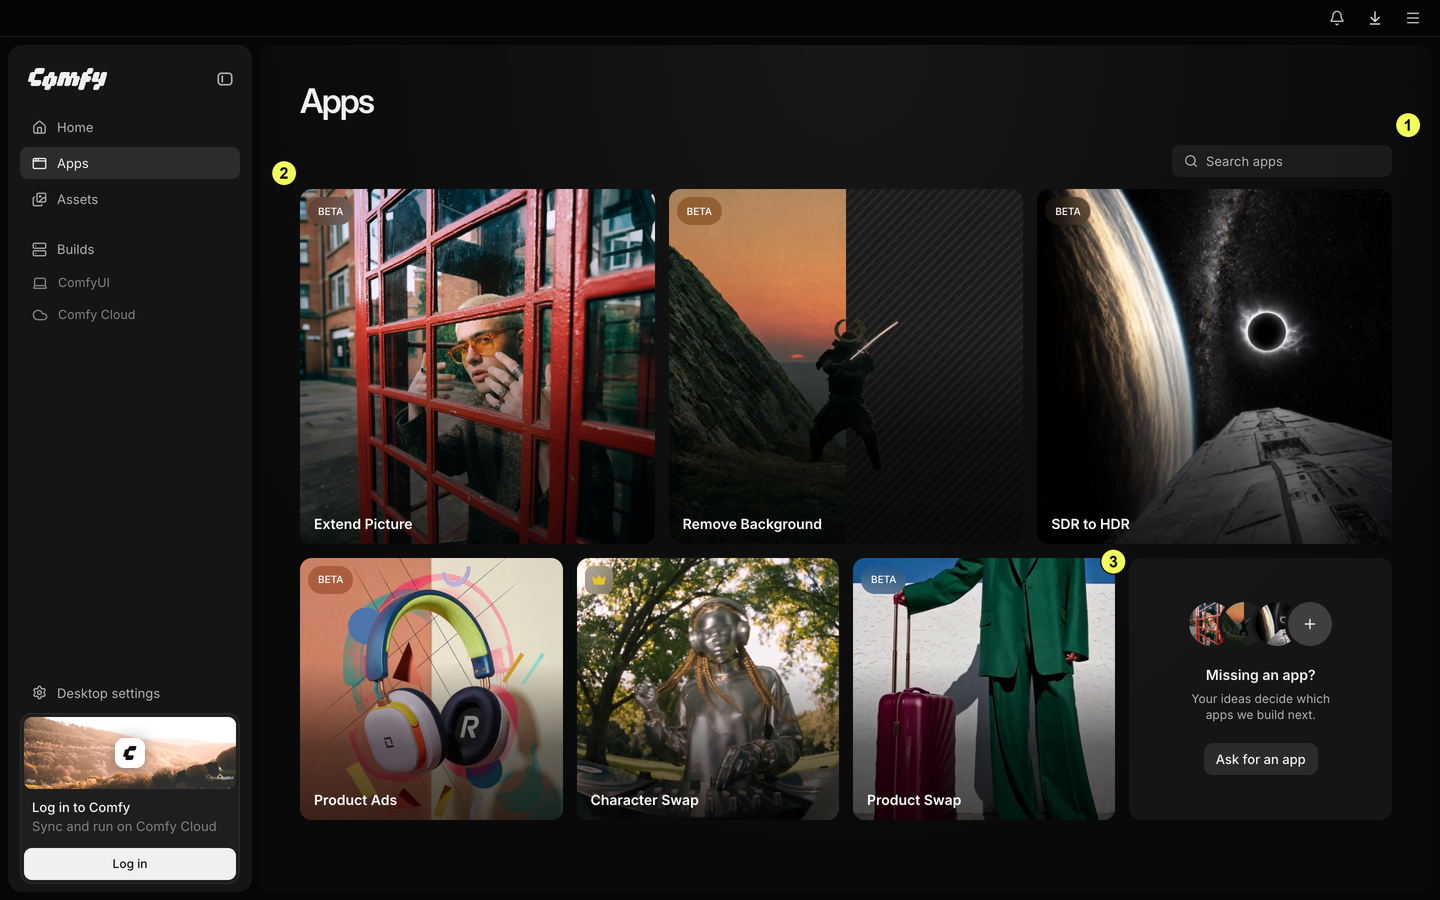 Comfy
Home
Apps
Assets
Builds
ComfyUI
Comfy Cloud
Desktop settings
Log in to Comfy
Sync and run on Comfy Cloud
Log in
Apps
1
Search apps
2
BETA
Extend Picture
BETA
Remove Background
BETA
SDR to HDR
BETA
R
Product Ads
Character Swap
BETA
Product Swap
3
Missing an app?
Your ideas decide which
apps we build next.
Ask for an app